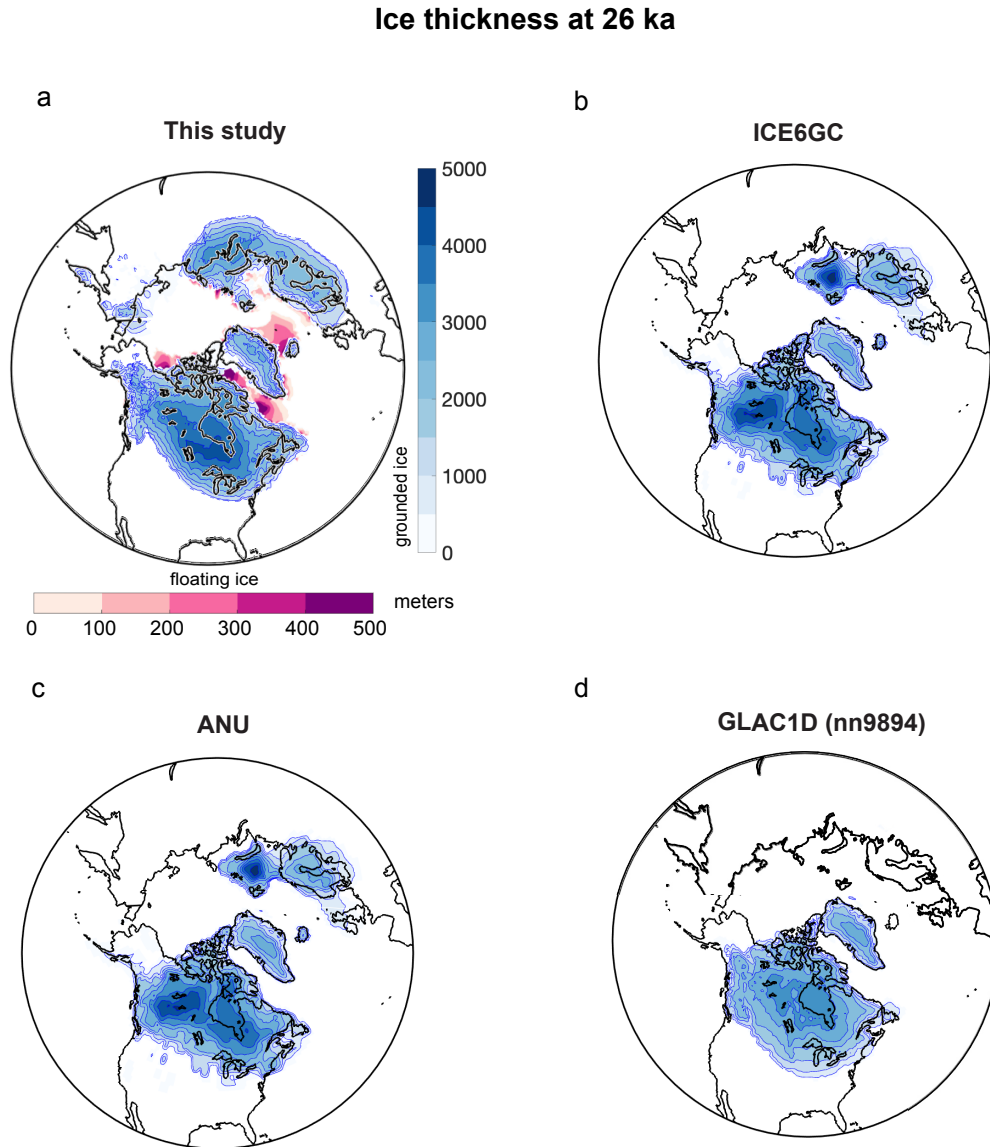 Ice thickness at 26 ka
a
This study
b
ICE6GC
5000
4000
3000
2000
1000
0
grounded ice
floating ice
meters
0 100 200 300 400 500
c
ANU
d
GLAC1D (nn9894)